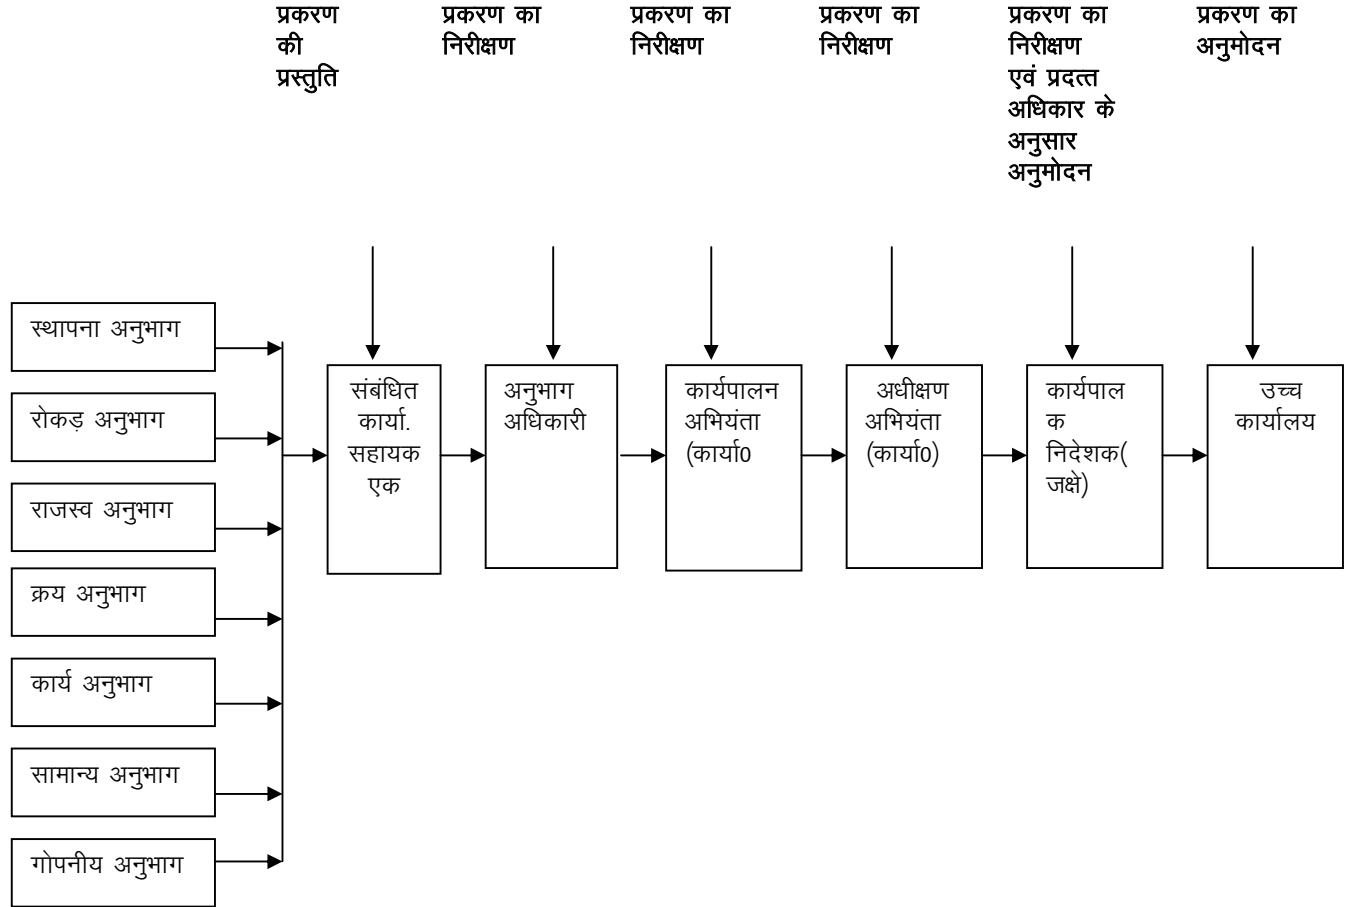 प्रकरण
की
प्रस्तुति
प्रकरण का
निरीक्षण
प्रकरण का
निरीक्षण
प्रकरण का
निरीक्षण
प्रकरण का
निरीक्षण
एवं प्रदत्त
अधिकार के
अनुसार
अनुमोदन
प्रकरण का
अनुमोदन
स्थापना अनुभाग
रोकड़ अनुभाग
राजस्व अनुभाग
क्रय अनुभाग
कार्य अनुभाग
सामान्य अनुभाग
गोपनीय अनुभाग
संबंधित
कार्या.
सहायक
एक
अनुभाग
अधिकारी
कार्यपालन
अभियंता
(कार्या0
अधीक्षण
अभियंता
(कार्या0)
कार्यपाल
क
निदेशक(
जक्षे)
उच्च
कार्यालय